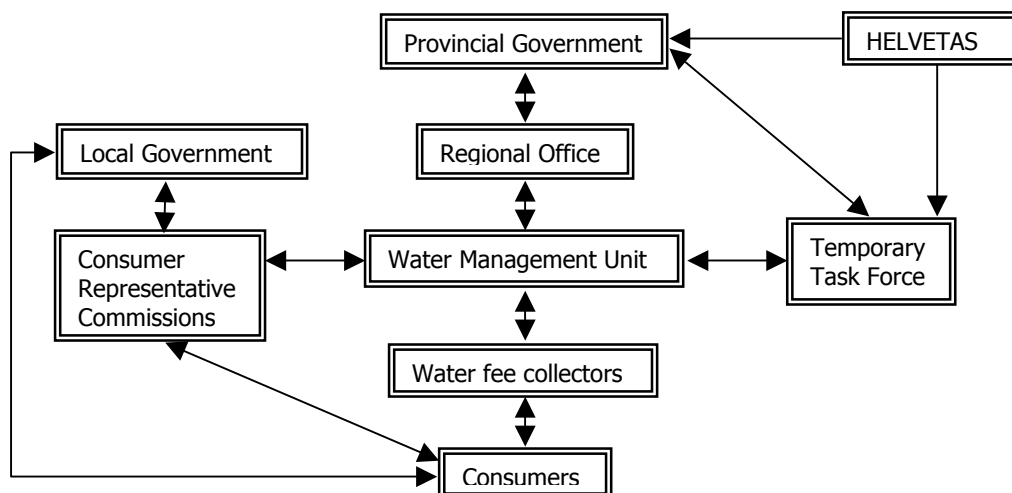 Provincial Government
HELVETAS
Local Government
Regional Office
Consumer
Representative
Commissions
Water Management Unit
Temporary
Task Force
Water fee collectors
Consumers